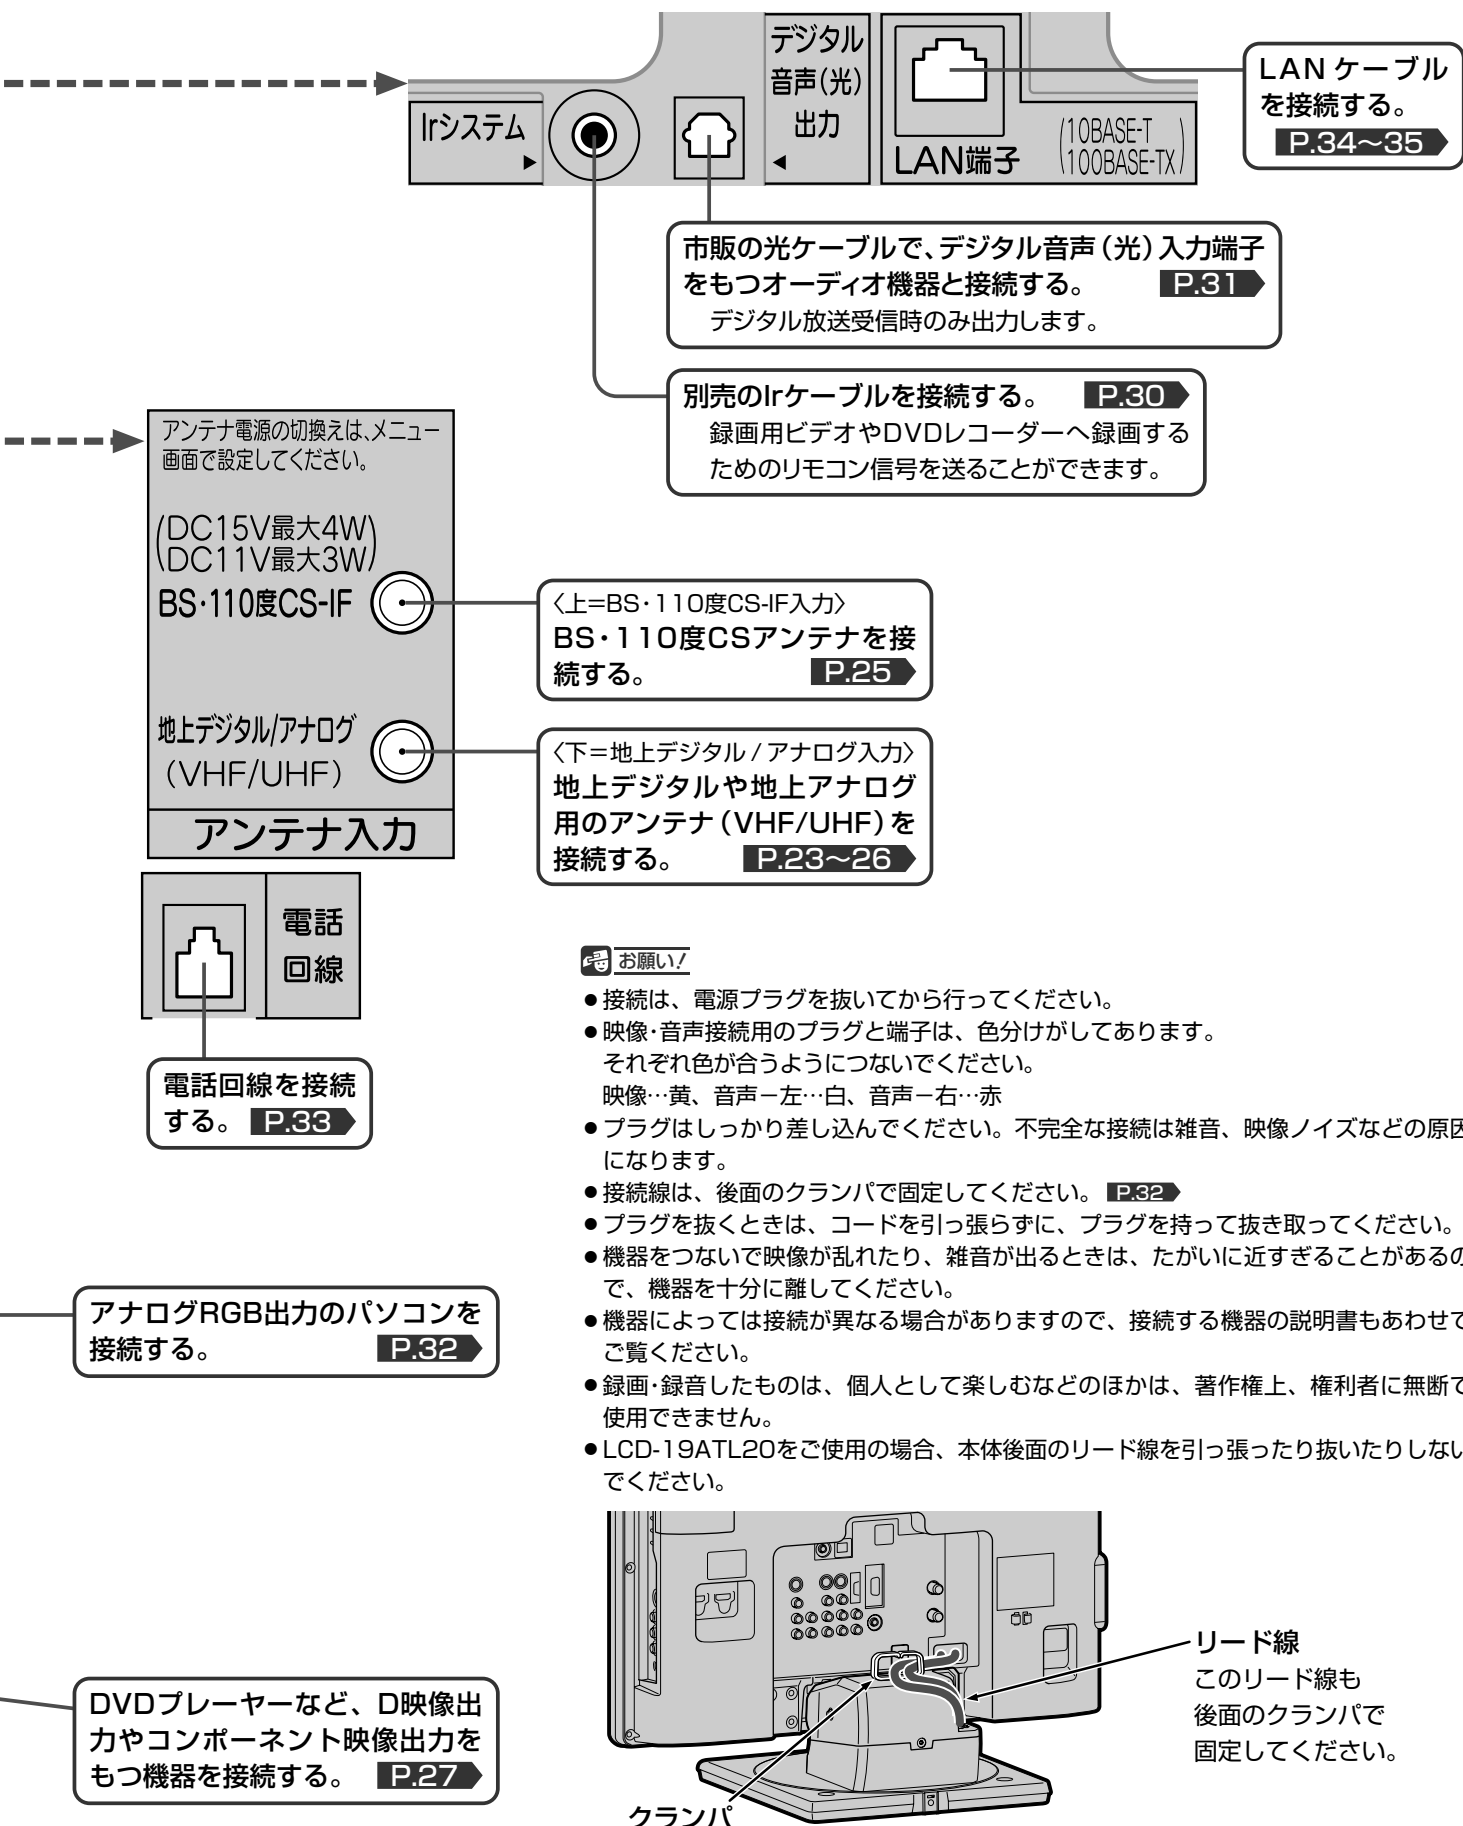 デジタル
音声(光)
出力
◀
Irシステム
▶
LAN端子
(10BASE-T
100BASE-TX)
LAN ケーブル
を接続する。
P.34～35
市販の光ケーブルで、デジタル音声(光)入力端子
をもつオーディオ機器と接続する。 P.31
デジタル放送受信時のみ出力します。
別売のIrケーブルを接続する。 P.30
録画用ビデオやDVDレコーダーへ録画する
ためのリモコン信号を送ることができます。
アンテナ電源の切換えは、メニュー
画面で設定してください。
(DC15V最大4W)
(DC11V最大3W)
BS･110度CS-IF
地上デジタル/アナログ
(VHF/UHF)
アンテナ入力
〈上=BS･110度CS-IF入力〉
BS･110度CSアンテナを接
続する。 P.25
〈下=地上デジタル / アナログ入力〉
地上デジタルや地上アナログ
用のアンテナ(VHF/UHF)を
接続する。 P.23～26
電話
回線
電話回線を接続
する。 P.33
アナログRGB出力のパソコンを
接続する。 P.32
DVDプレーヤーなど、D映像出
力やコンポーネント映像出力を
もつ機器を接続する。 P.27
お願い!
●接続は、電源プラグを抜いてから行ってください。
●映像･音声接続用のプラグと端子は、色分けがしてあります。
それぞれ色が合うようにつないでください。
映像…黄、音声－左…白、音声－右…赤
●プラグはしっかり差し込んでください。不完全な接続は雑音、映像ノイズなどの原因
になります。
●接続線は、後面のクランパで固定してください。 P.32
●プラグを抜くときは、コードを引っ張らずに、プラグを持って抜き取ってください。
●機器をつないで映像が乱れたり、雑音が出るときは、たがいに近すぎることがあるの
で、機器を十分に離してください。
●機器によっては接続が異なる場合がありますので、接続する機器の説明書もあわせて
ご覧ください。
●録画･録音したものは、個人として楽しむなどのほかは、著作権上、権利者に無断で
使用できません。
●LCD-19ATL20をご使用の場合、本体後面のリード線を引っ張ったり抜いたりしない
でください。
リード線
このリード線も
後面のクランパで
固定してください。
クランパ